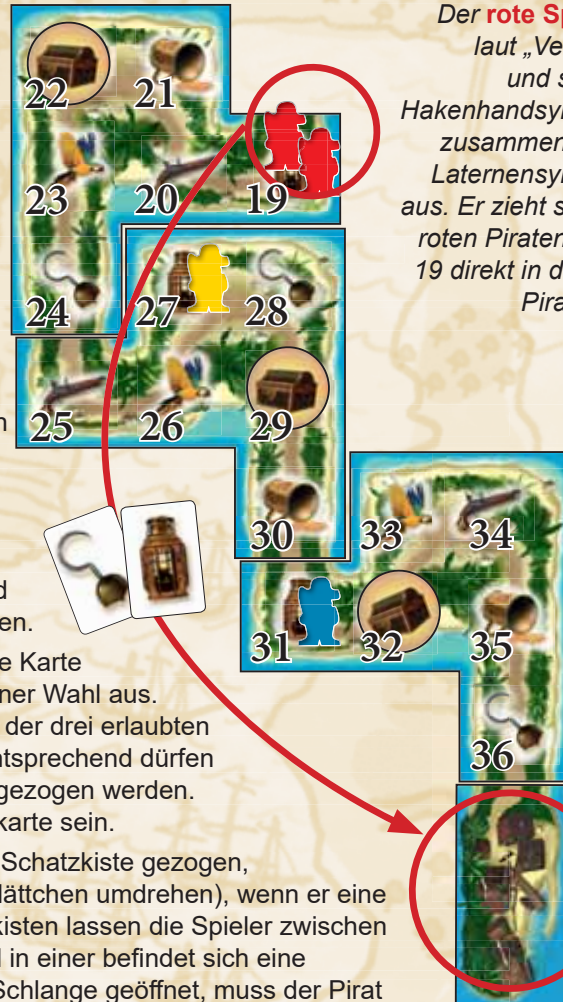 Der rote Sp
laut „Ve
und s
Hakenhandsy
zusammen
Laternensy
aus. Er zieht s
roten Piraten
19 direkt in d
Pira
22 21
23 20 19
24 27 28
25 26 29
30 33 34
31 32 35
36
n
d
en.
e Karte
ner Wahl aus.
der drei erlaubten
ntsprechend dürfen
gezogen werden.
karte sein.
Schatzkiste gezogen,
lättchen umdrehen), wenn er eine
kisten lassen die Spieler zwischen
d in einer befindet sich eine
Schlange geöffnet, muss der Pirat